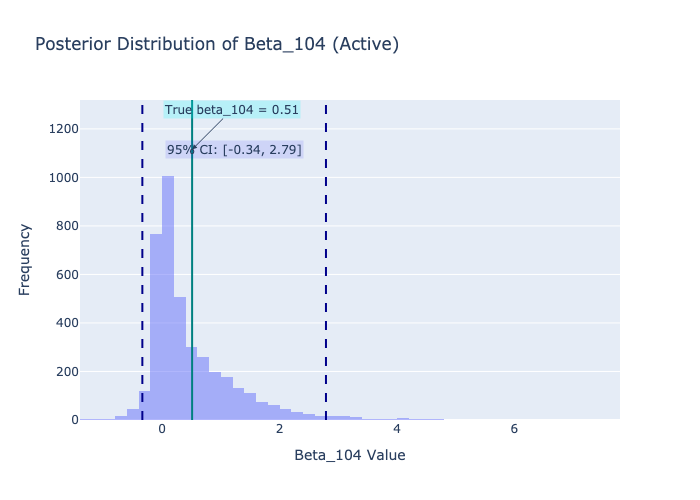 Posterior Distribution of Beta_104 (Active)
True beta_104 = 0.51
95% CI: [-0.34, 2.79]
1200
1000
800
600
400
200
0
Frequency
0 2 4 6
Beta_104 Value